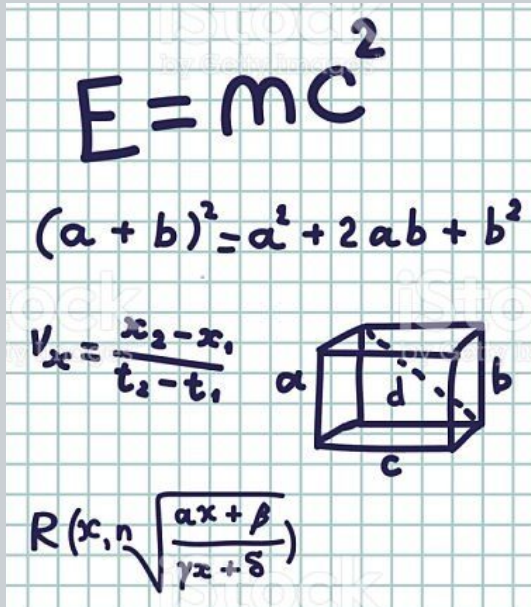 E = mc²
(a + b)² = a² + 2ab + b²
Vₓ = (x₂ - x₁) / (t₂ - t₁)
a d b
c
R(x, ⁿ√((ax + β) / (γx + δ)))